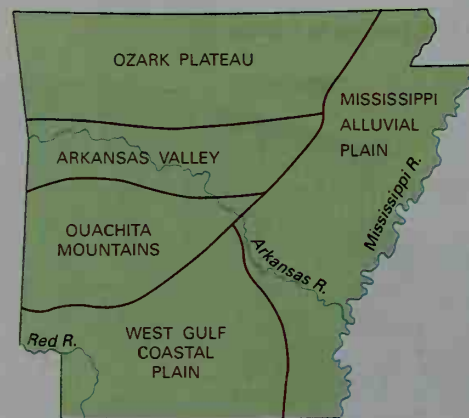 OZARK PLATEAU
MISSISSIPPI
ALLUVIAL
PLAIN
ARKANSAS VALLEY
Mississippi R.
OUACHITA
MOUNTAINS
Arkansas R.
Red R.
WEST GULF
COASTAL
PLAIN